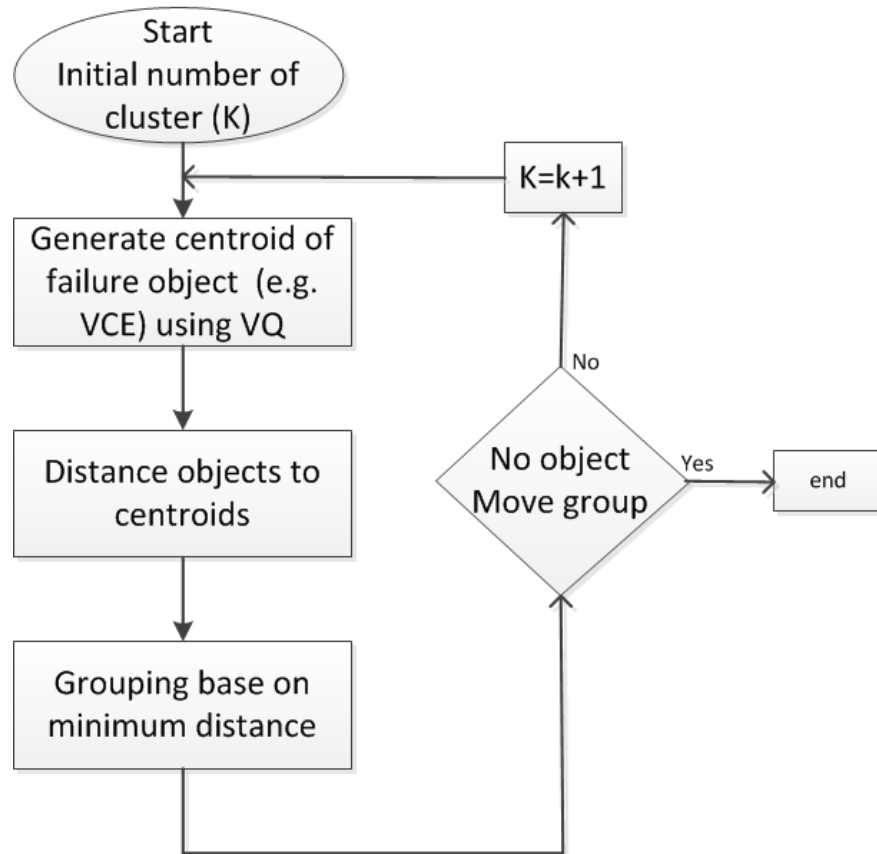 Start
Initial number of
cluster (K)
K=k+1
Generate centroid of
failure object (e.g.
VCE) using VQ
No
Distance objects to
centroids
No object
Move group
Yes
end
Grouping base on
minimum distance